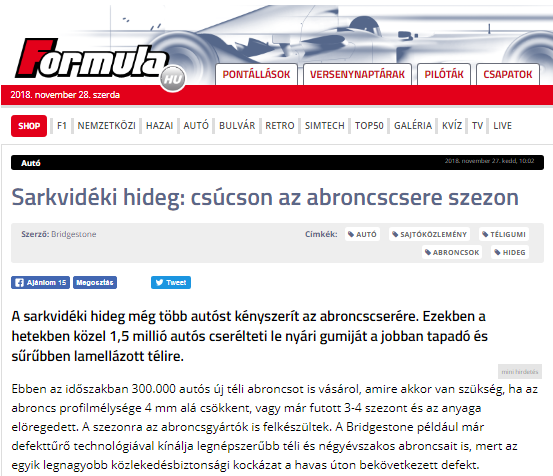 Formula
.HU
PONTÁLLÁSOK VERSENYNAPTÁRAK PILÓTÁK CSAPATOK
2018. november 28. szerda
SHOP F1 NEMZETKÖZI HAZAI AUTÓ BULVÁR RETRO SIMTECH TOP50 GALÉRIA KVÍZ TV LIVE
Autó 2018. november 27. kedd, 10:02
Sarkvidéki hideg: csúcson az abroncscsere szezon
Szerző: Bridgestone Címkék: AUTÓ SAJTÓKÖZLEMÉNY TÉLIGUMI
ABRONCSOK HIDEG
Ajánlom 15 Megosztás Tweet
A sarkvidéki hideg még több autóst kényszerít az abroncscserére. Ezekben a
hetekben közel 1,5 millió autós cserélteti le nyári gumiját a jobban tapadó és
sűrűbben lamellázott télire.
mini hirdetés
Ebben az időszakban 300.000 autós új téli abroncsot is vásárol, amire akkor van szükség, ha az
abroncs profilmélysége 4 mm alá csökkent, vagy már futott 3-4 szezont és az anyaga
elöregedett. A szezonra az abroncsgyártók is felkészültek. A Bridgestone például már
defekttűrő technológiával kínálja legnépszerűbb téli és négyévszakos abroncsait is, mert az
egyik legnagyobb közlekedésbiztonsági kockázat a havas úton bekövetkezett defekt.